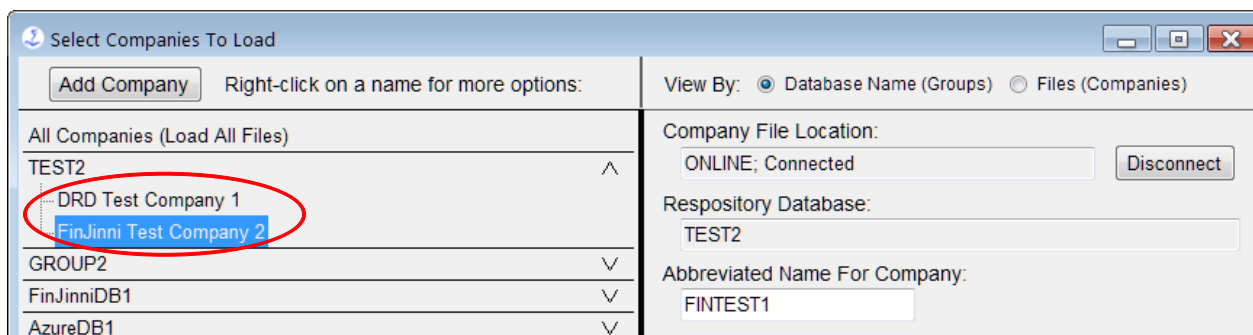 Select Companies To Load
Add Company Right-click on a name for more options:
View By: Database Name (Groups) Files (Companies)
All Companies (Load All Files)
TEST2
DRD Test Company 1
FinJinni Test Company 2
GROUP2
FinJinniDB1
AzureDB1
Company File Location:
ONLINE; Connected Disconnect
Respository Database:
TEST2
Abbreviated Name For Company:
FINTEST1